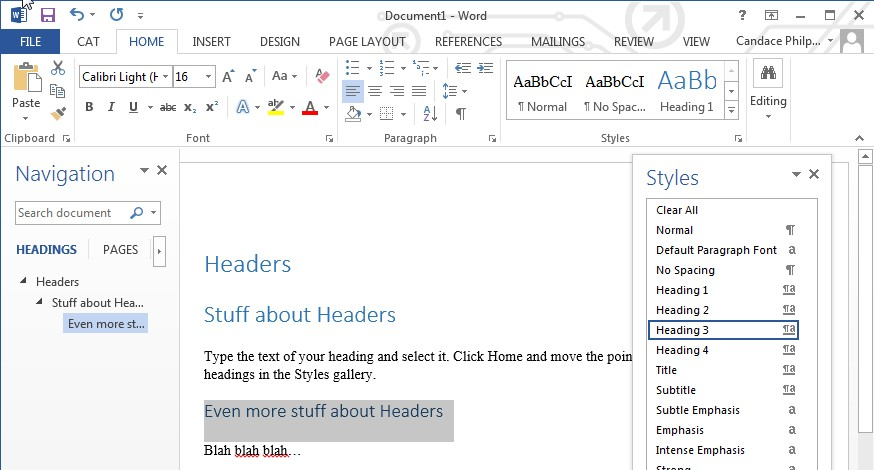 Document1 - Word
FILE CAT HOME INSERT DESIGN PAGE LAYOUT REFERENCES MAILINGS REVIEW VIEW Candace Philp...
Calibri Light (H 16 Aa
Paste
B I U abc x₂ x² A A
AaBbCcI AaBbCcI AaBb
¶ Normal ¶ No Spac... Heading 1
Editing
Clipboard Font Paragraph Styles
Navigation
Search document
HEADINGS PAGES
Headers
Stuff about Hea...
Even more st...
Headers
Stuff about Headers
Type the text of your heading and select it. Click Home and move the poin
headings in the Styles gallery.
Even more stuff about Headers
Blah blah blah…
Styles
Clear All
Normal ¶
Default Paragraph Font a
No Spacing ¶
Heading 1 ¶a
Heading 2 ¶a
Heading 3 ¶a
Heading 4 ¶a
Title ¶a
Subtitle ¶a
Subtle Emphasis a
Emphasis a
Intense Emphasis a
Strong a